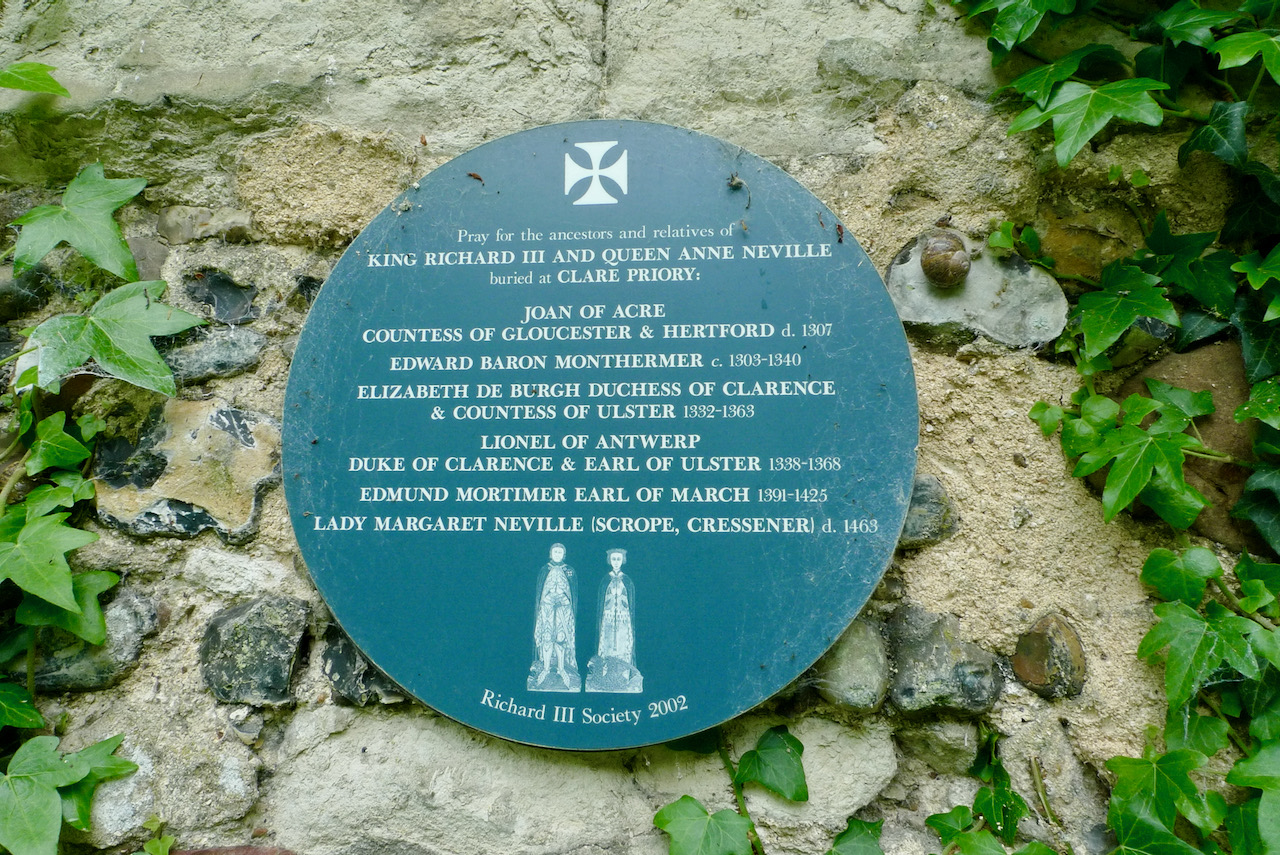 Pray for the ancestors and relatives of
KING RICHARD III AND QUEEN ANNE NEVILLE
buried at CLARE PRIORY:
JOAN OF ACRE
COUNTESS OF GLOUCESTER & HERTFORD d. 1307
EDWARD BARON MONTHERMER c. 1303-1340
ELIZABETH DE BURGH DUCHESS OF CLARENCE
& COUNTESS OF ULSTER 1332-1363
LIONEL OF ANTWERP
DUKE OF CLARENCE & EARL OF ULSTER 1338-1368
EDMUND MORTIMER EARL OF MARCH 1391-1425
LADY MARGARET NEVILLE (SCROPE, CRESSENER) d. 1463
Richard III Society 2002